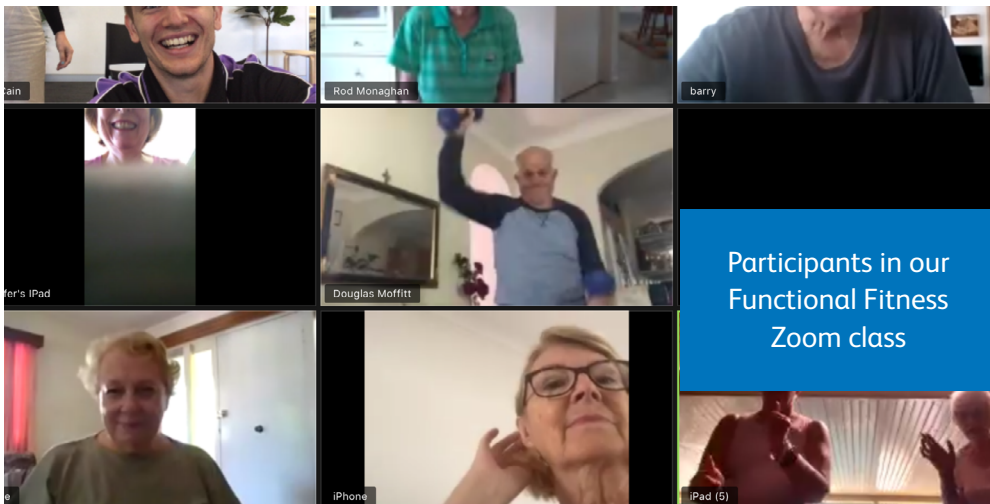 Cain
Rod Monaghan
barry
fer's IPad
Douglas Moffitt
Participants in our
Functional Fitness
Zoom class
e
iPhone
iPad (5)